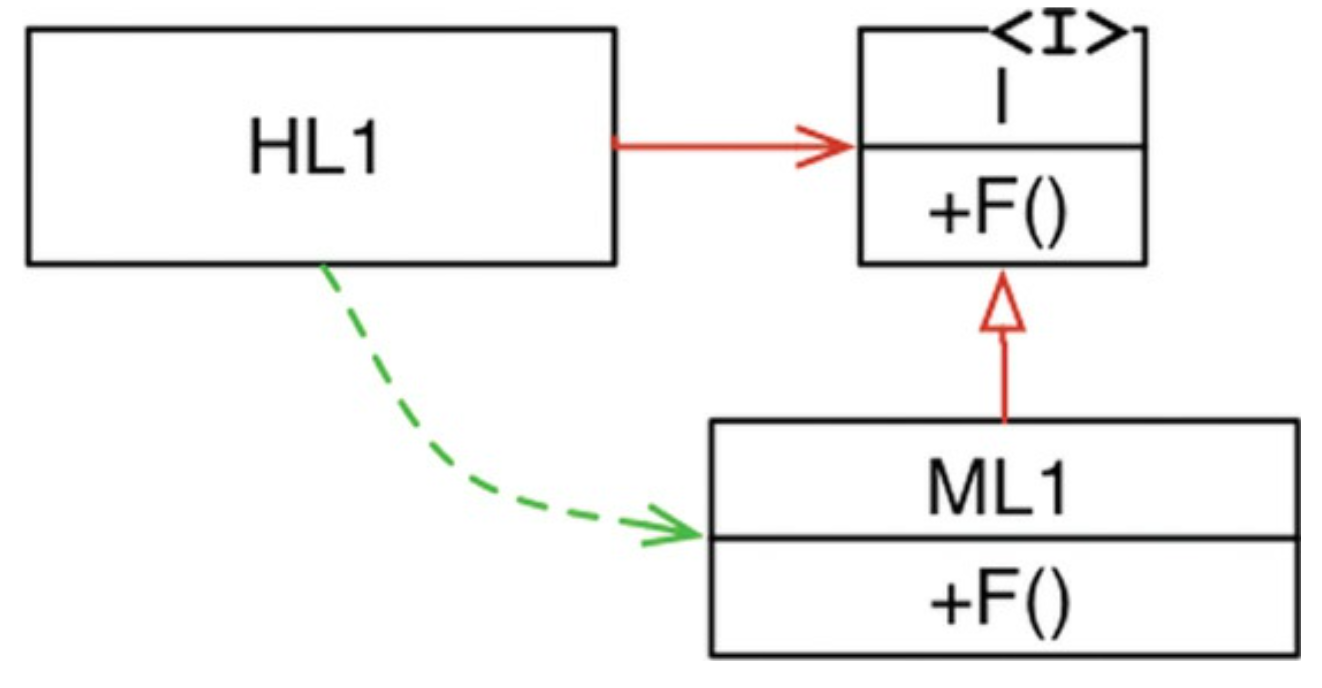 HL1
<I>
I
+F()
ML1
+F()